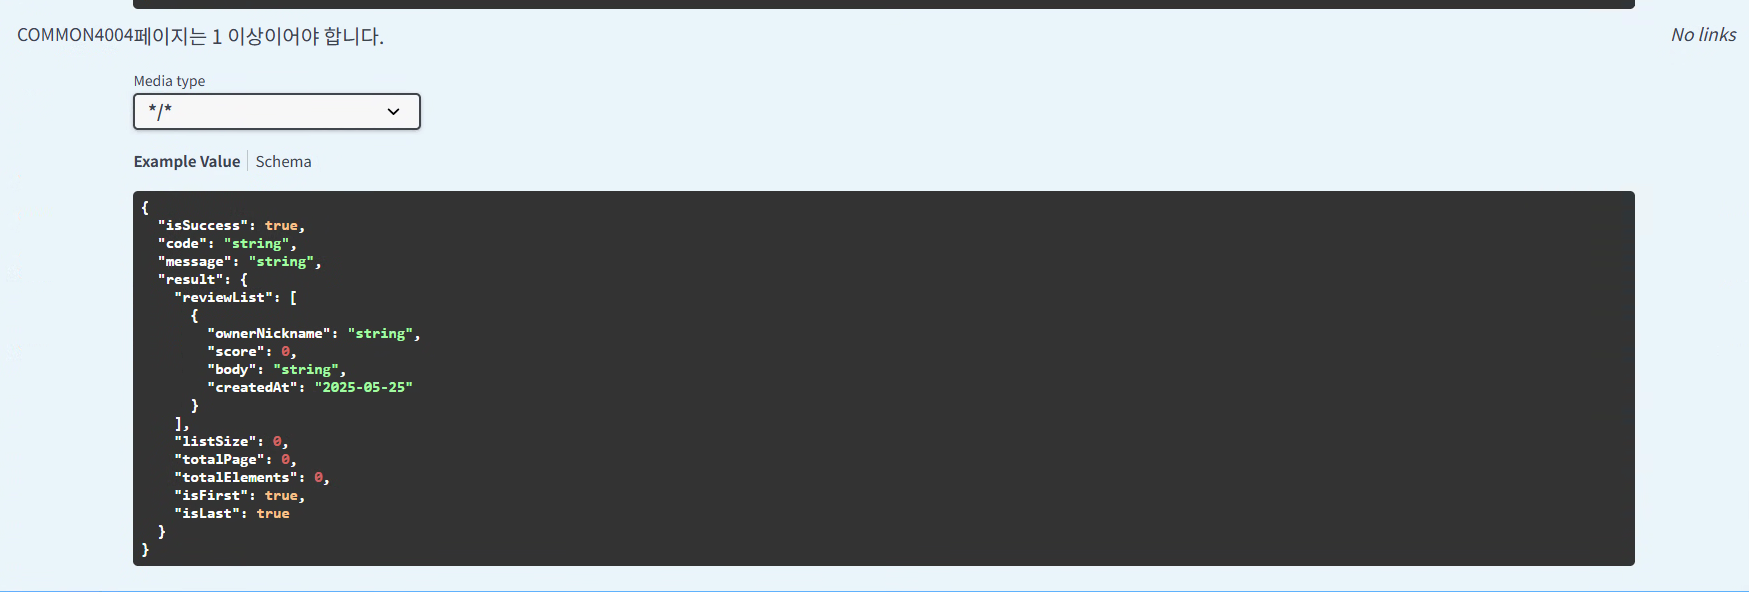 COMMON4004페이지는 1 이상이어야 합니다. No links
Media type
*/*
Example Value Schema
{
  "isSuccess": true,
  "code": "string",
  "message": "string",
  "result": {
    "reviewList": [
      {
        "ownerNickname": "string",
        "score": 0,
        "body": "string",
        "createdAt": "2025-05-25"
      }
    ],
    "listSize": 0,
    "totalPage": 0,
    "totalElements": 0,
    "isFirst": true,
    "isLast": true
  }
}